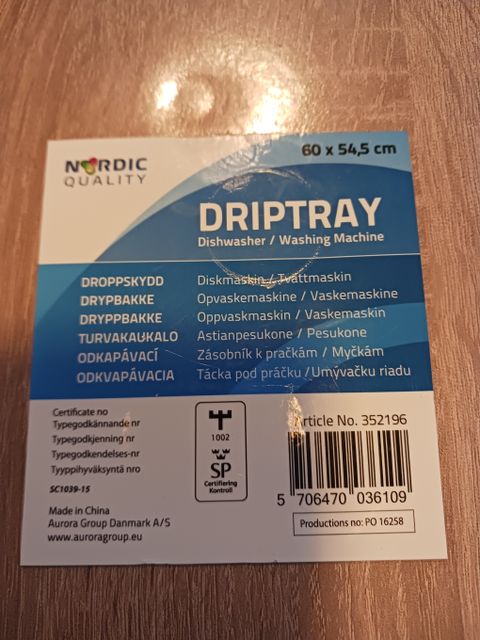 NORDIC
QUALITY
60 x 54,5 cm
DRIPTRAY
Dishwasher / Washing Machine
DROPPSKYDD Diskmaskin / Tvättmaskin
DRYPBAKKE Opvaskemaskine / Vaskemaskine
DRYPPBAKKE Oppvaskmaskin / Vaskemaskin
TURVAKAUKALO Astianpesukone / Pesukone
ODKAPÁVACÍ Zásobník k pračkám / Myčkám
ODKVAPÁVACIA Tácka pod práčku / Umývačku riadu
Certificate no
Typegodkännande nr
Typegodkjenning nr
Typegodkendelses-nr
Tyyppihyväksyntä nro
SC1039-15
Made in China
Aurora Group Danmark A/S
www.auroragroup.eu
1002
SP
Certifiering
Kontroll
Article No. 352196
5 706470 036109
Productions no: PO 16258